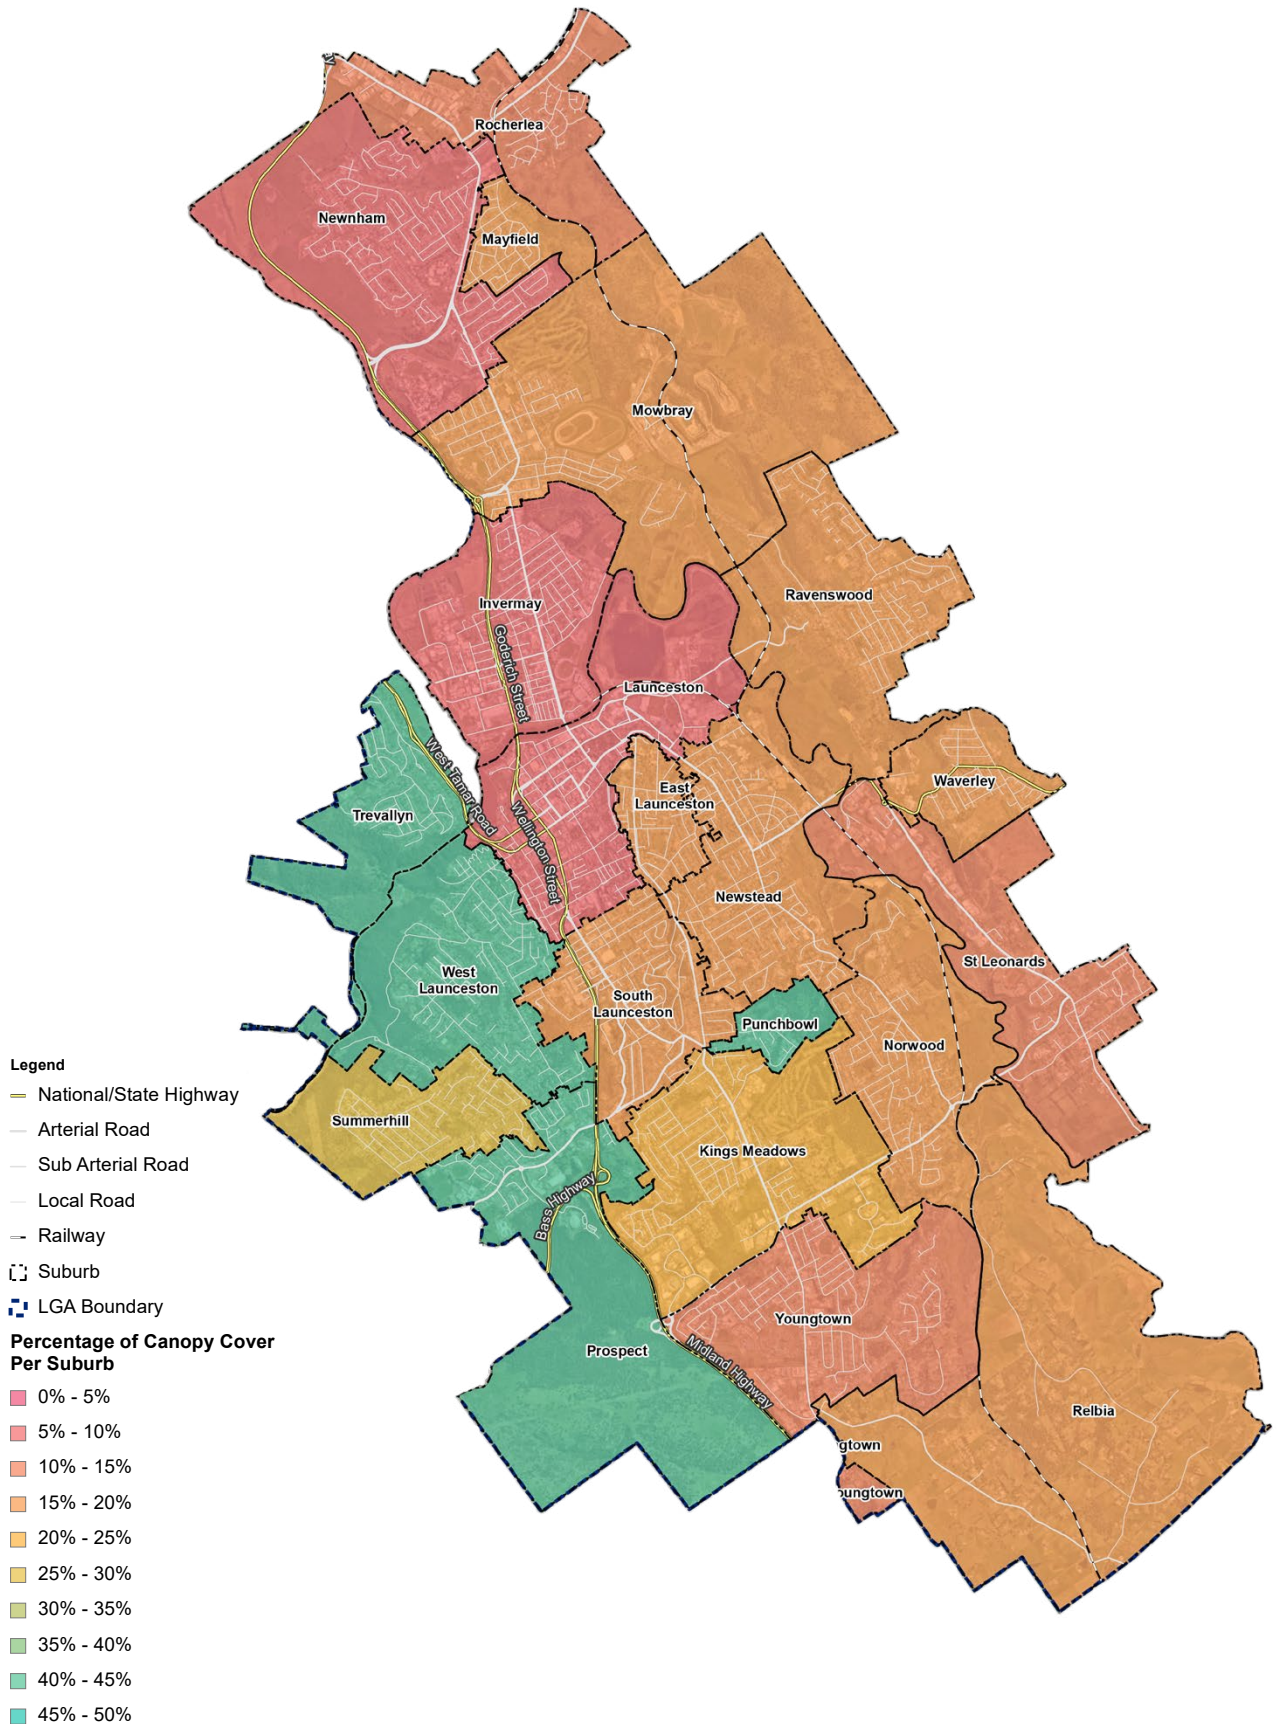 ay
Rocherlea
Newnham
Mayfield
Mowbray
Ravenswood
Invermay
Goderich Street
Launceston
West Tamar Road
Waverley
East
Launceston
Trevallyn
Wellington Street
Newstead
St Leonards
West
Launceston
South
Launceston
Punchbowl
Norwood
Summerhill
Kings Meadows
Bass Highway
Youngtown
Prospect
Midland Highway
Relbia
gtown
oungtown
Legend
National/State Highway
Arterial Road
Sub Arterial Road
Local Road
Railway
Suburb
LGA Boundary
Percentage of Canopy Cover
Per Suburb
0% - 5%
5% - 10%
10% - 15%
15% - 20%
20% - 25%
25% - 30%
30% - 35%
35% - 40%
40% - 45%
45% - 50%